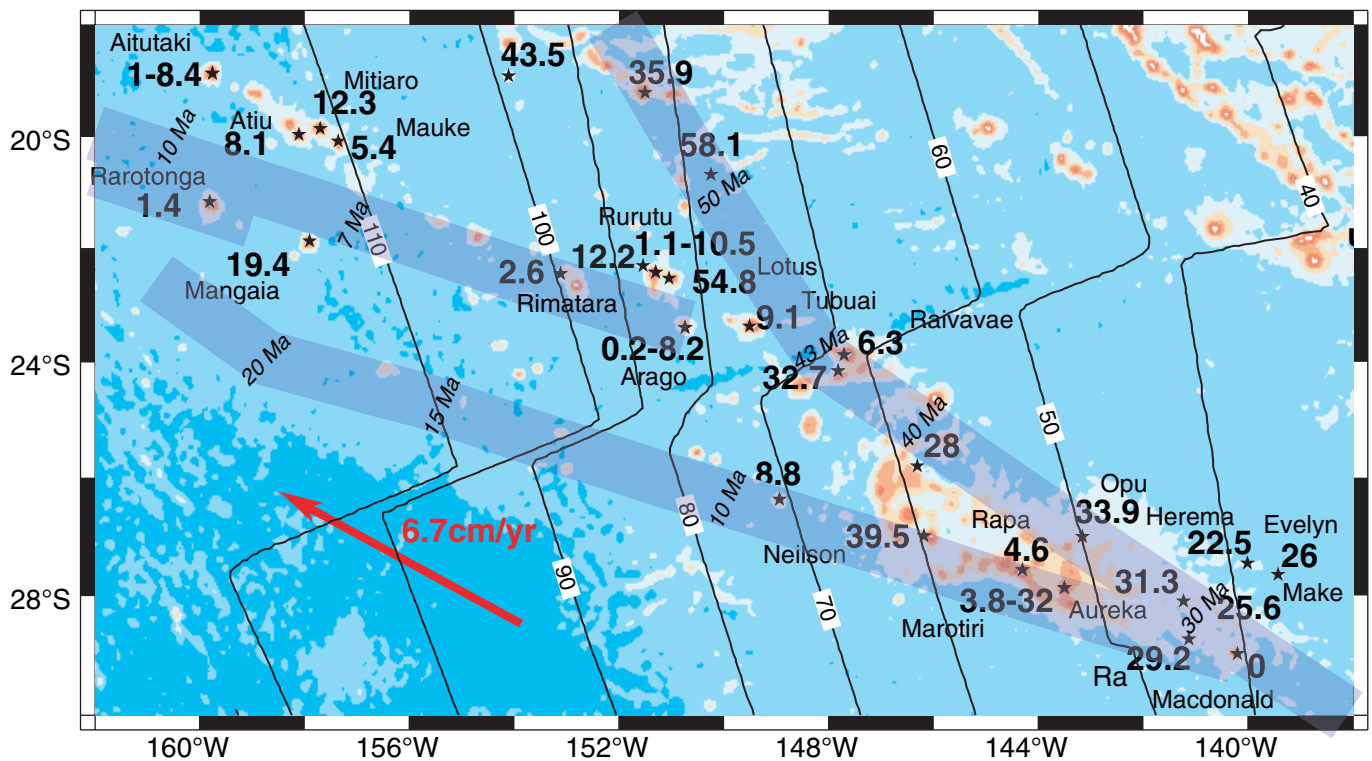 Aitutaki
1-8.4
43.5
35.9
Mitiaro
12.3
Atiu
8.1
Mauke
5.4
10 Ma
60
58.1
50 Ma
40
20°S
Rarotonga
1.4
7 Ma
110
100
Rurutu
12.2
1.1-10.5
54.8
Lotus
19.4
Mangaia
2.6
Rimatara
9.1
Tubuai
Raivavae
0.2-8.2
Arago
43 Ma
6.3
32.7
24°S
20 Ma
15 Ma
40 Ma
28
50
8.8
10 Ma
80
Neilson
39.5
Opu
33.9
Rapa
4.6
Herema
22.5
Evelyn
26
Make
6.7cm/yr
90
70
3.8-32
Aureka
31.3
25.6
30 Ma
28°S
Marotiri
Ra
29.2
0
Macdonald
160°W
156°W
152°W
148°W
144°W
140°W